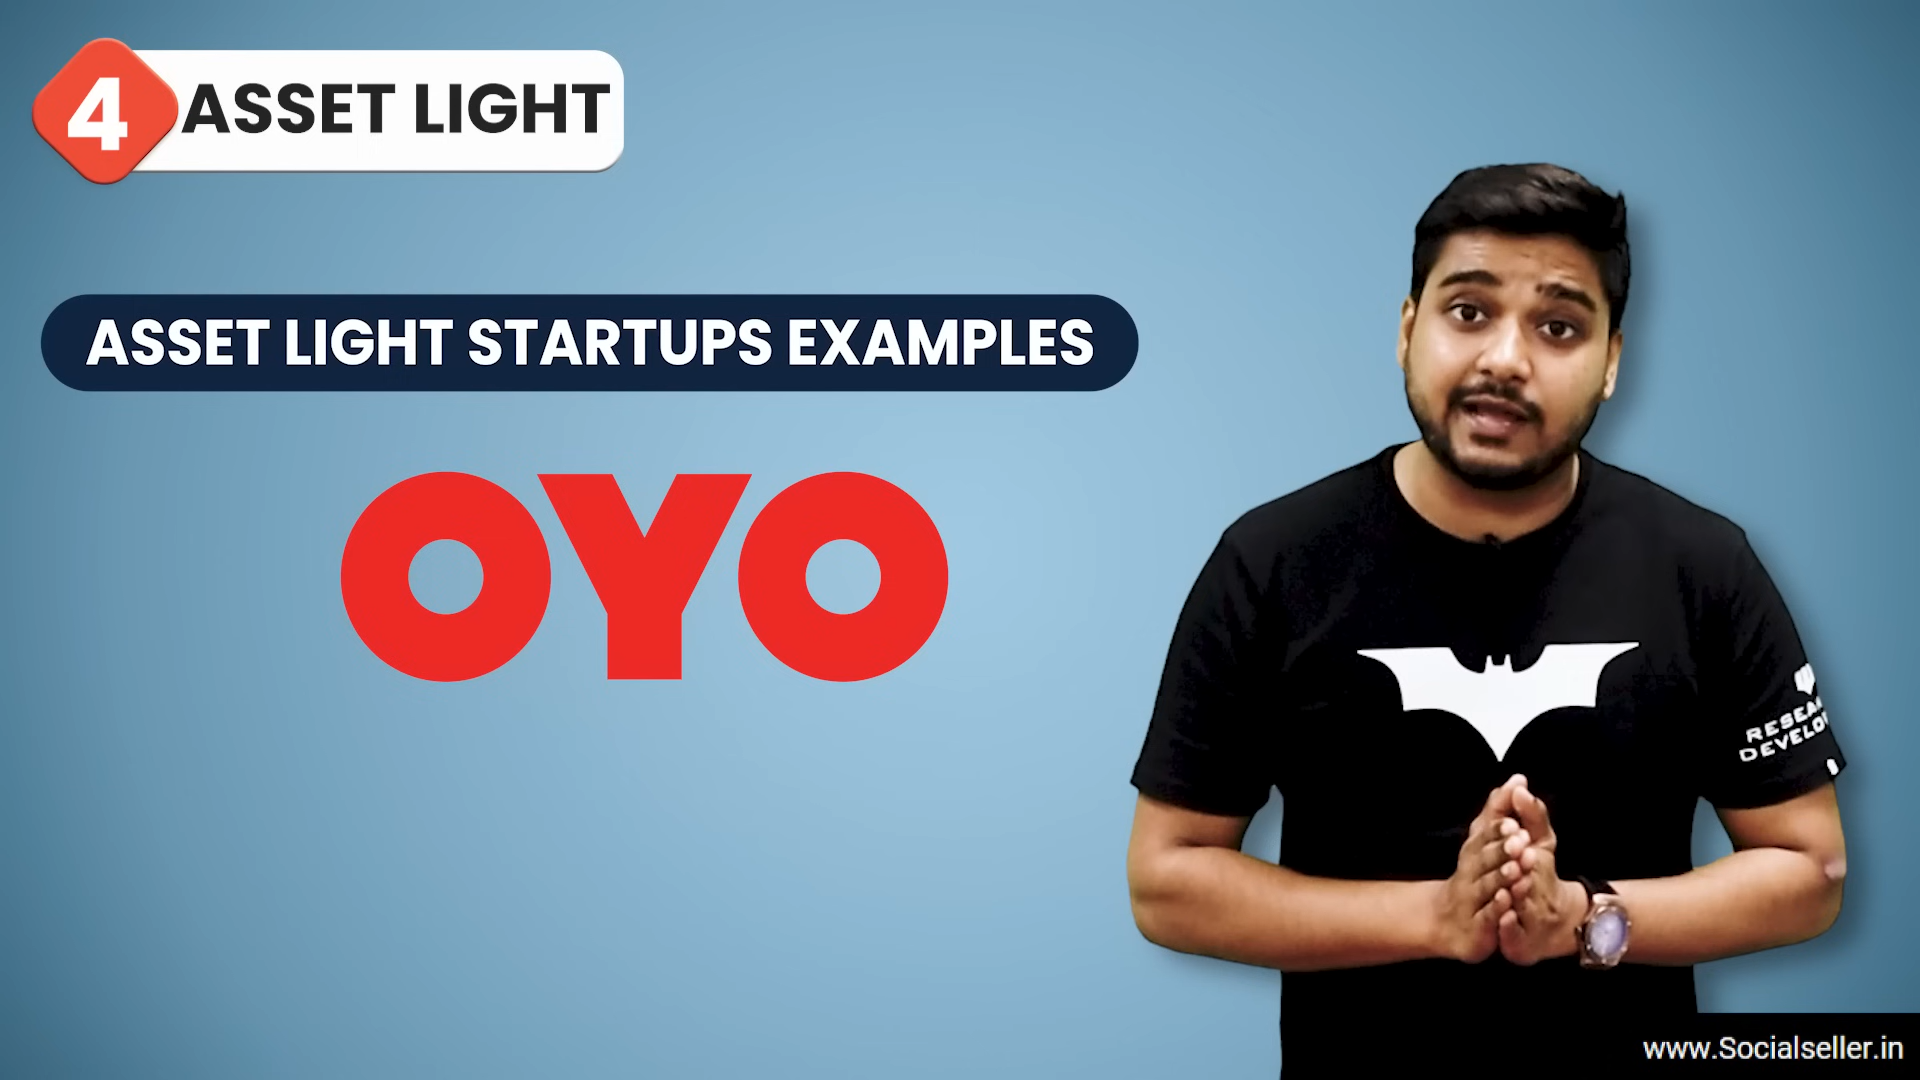 4 ASSET LIGHT
ASSET LIGHT STARTUPS EXAMPLES
OYO
www.Socialseller.in